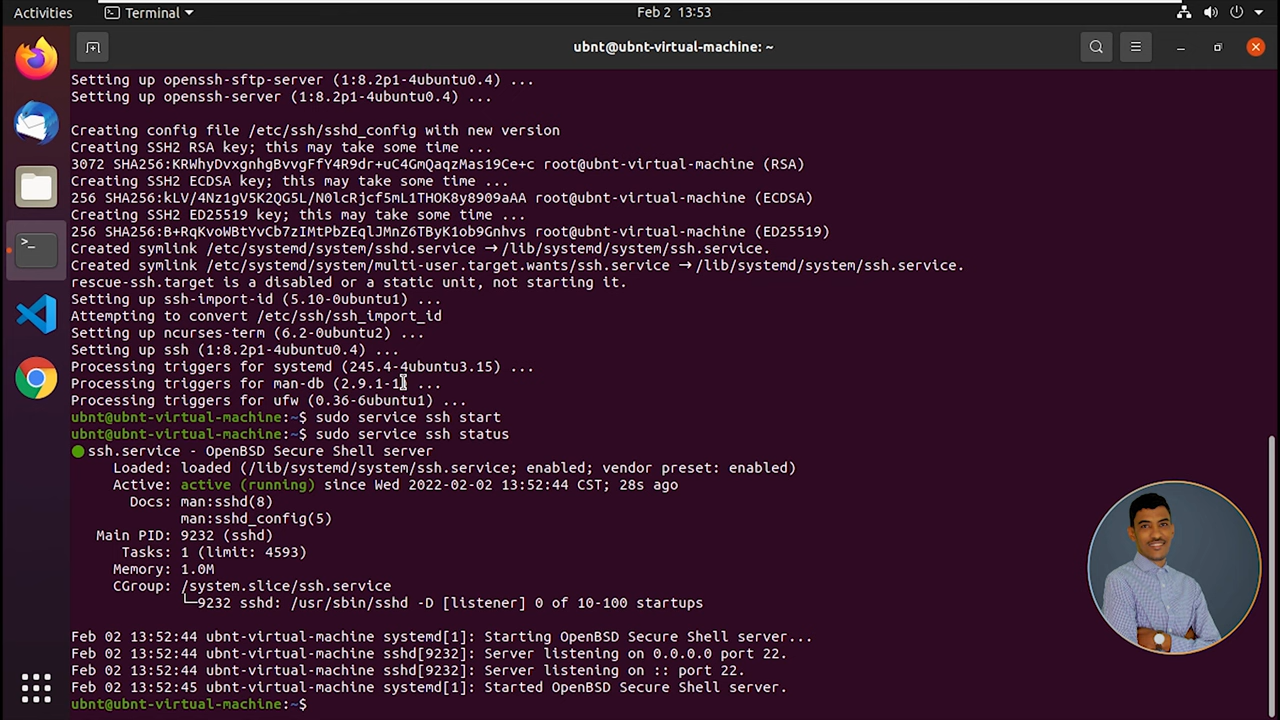 Activities Terminal Feb 2 13:53
ubnt@ubnt-virtual-machine: ~
Setting up openssh-sftp-server (1:8.2p1-4ubuntu0.4) ...
Setting up openssh-server (1:8.2p1-4ubuntu0.4) ...
Creating config file /etc/ssh/sshd_config with new version
Creating SSH2 RSA key; this may take some time ...
3072 SHA256:KRWhyDvxgnhgBvvgFfY4R9dr+uC4GmQaqzMas19Ce+c root@ubnt-virtual-machine (RSA)
Creating SSH2 ECDSA key; this may take some time ...
256 SHA256:kLV/4Nz1gV5K2QG5L/N0lcRjcf5mL1THOK8y8909aAA root@ubnt-virtual-machine (ECDSA)
Creating SSH2 ED25519 key; this may take some time ...
256 SHA256:B+RqKvoWBtYvCb7zIMtPbZEqlJMnZ6TByK1ob9Gnhvs root@ubnt-virtual-machine (ED25519)
Created symlink /etc/systemd/system/sshd.service → /lib/systemd/system/ssh.service.
Created symlink /etc/systemd/system/multi-user.target.wants/ssh.service → /lib/systemd/system/ssh.service.
rescue-ssh.target is a disabled or a static unit, not starting it.
Setting up ssh-import-id (5.10-0ubuntu1) ...
Attempting to convert /etc/ssh/ssh_import_id
Setting up ncurses-term (6.2-0ubuntu2) ...
Setting up ssh (1:8.2p1-4ubuntu0.4) ...
Processing triggers for systemd (245.4-4ubuntu3.15) ...
Processing triggers for man-db (2.9.1-1) ...
Processing triggers for ufw (0.36-6ubuntu1) ...
ubnt@ubnt-virtual-machine:~$ sudo service ssh start
ubnt@ubnt-virtual-machine:~$ sudo service ssh status
● ssh.service - OpenBSD Secure Shell server
Loaded: loaded (/lib/systemd/system/ssh.service; enabled; vendor preset: enabled)
Active: active (running) since Wed 2022-02-02 13:52:44 CST; 28s ago
Docs: man:sshd(8)
man:sshd_config(5)
Main PID: 9232 (sshd)
Tasks: 1 (limit: 4593)
Memory: 1.0M
CGroup: /system.slice/ssh.service
└─9232 sshd: /usr/sbin/sshd -D [listener] 0 of 10-100 startups
Feb 02 13:52:44 ubnt-virtual-machine systemd[1]: Starting OpenBSD Secure Shell server...
Feb 02 13:52:44 ubnt-virtual-machine sshd[9232]: Server listening on 0.0.0.0 port 22.
Feb 02 13:52:44 ubnt-virtual-machine sshd[9232]: Server listening on :: port 22.
Feb 02 13:52:45 ubnt-virtual-machine systemd[1]: Started OpenBSD Secure Shell server.
ubnt@ubnt-virtual-machine:~$